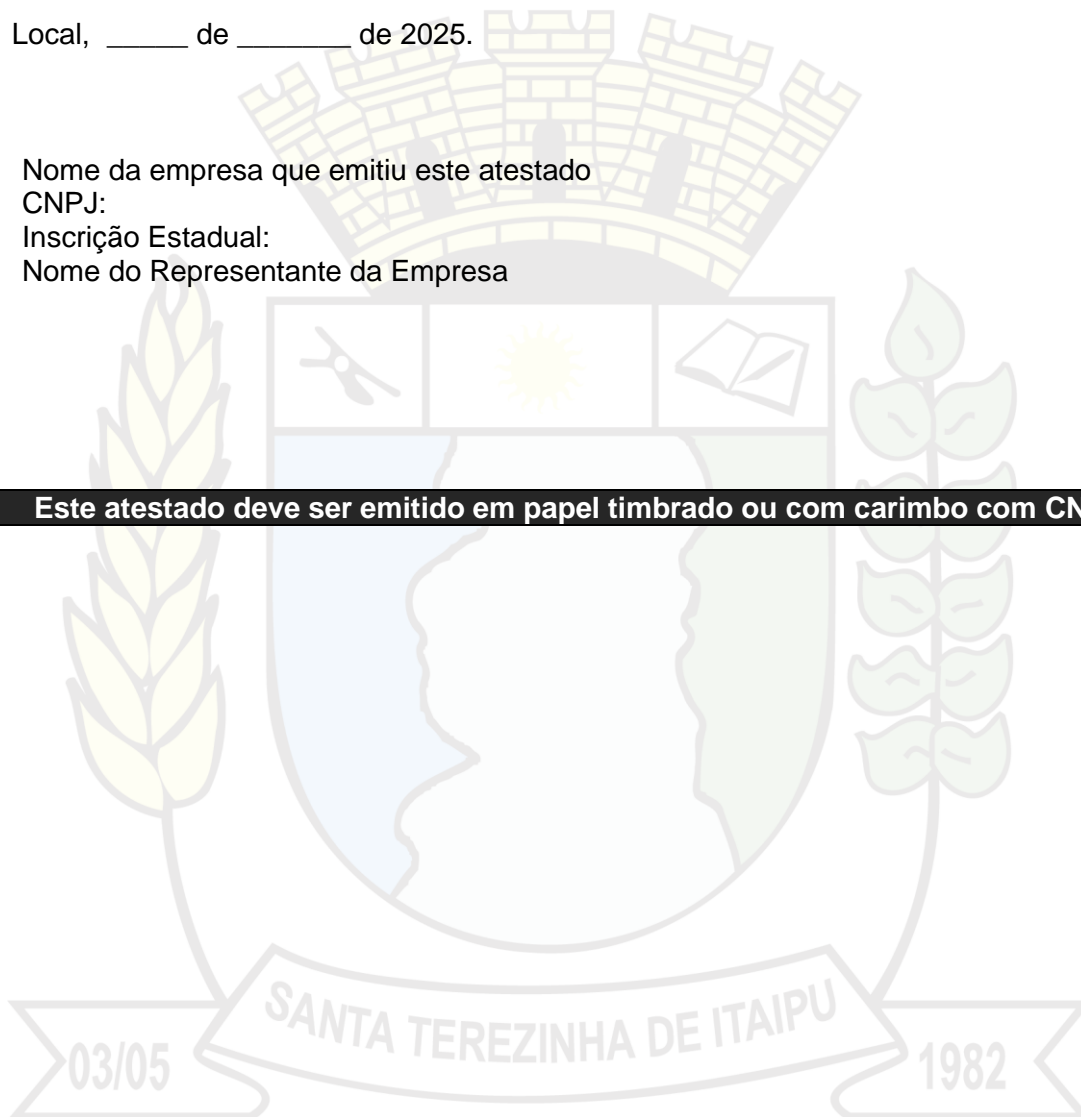 Local, _____ de _______ de 2025.
Nome da empresa que emitiu este atestado
CNPJ:
Inscrição Estadual:
Nome do Representante da Empresa
Este atestado deve ser emitido em papel timbrado ou com carimbo com
SANTA TEREZINHA DE ITAIPU
03/05
1982